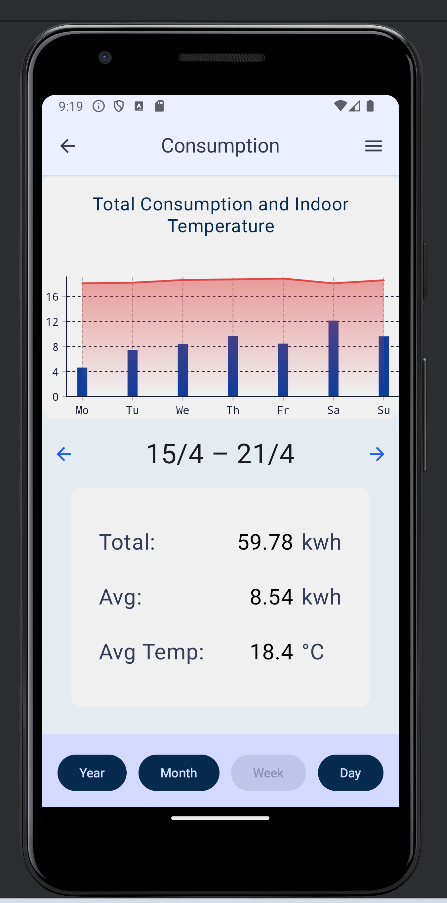 9:19
Consumption
Total Consumption and Indoor
Temperature
16
12
8
4
0
Mo Tu We Th Fr Sa Su
15/4 – 21/4
Total: 59.78 kwh
Avg: 8.54 kwh
Avg Temp: 18.4 °C
Year Month Week Day